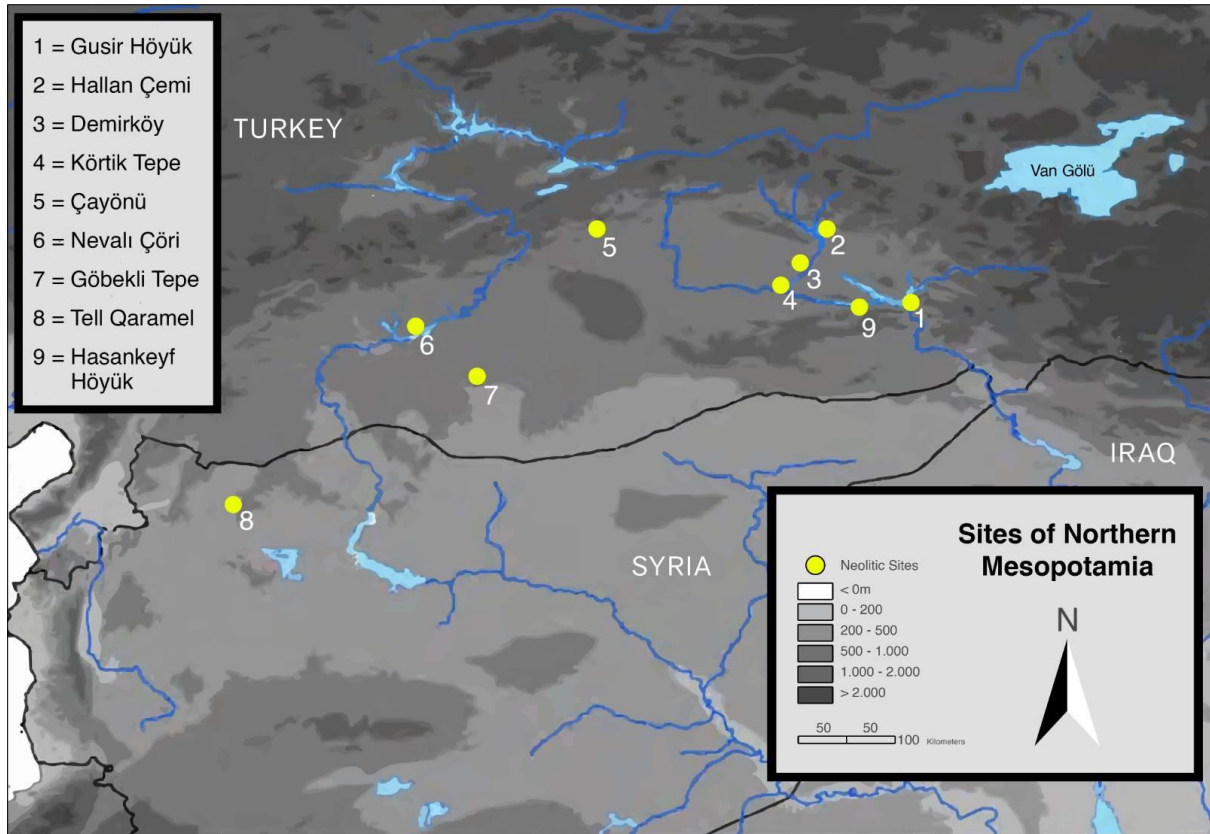 1 = Gusir Höyük
2 = Hallan Çemi
3 = Demirköy
4 = Körtik Tepe
5 = Çayönü
6 = Nevalı Çöri
7 = Göbekli Tepe
8 = Tell Qaramel
9 = Hasankeyf
Höyük
TURKEY
Van Gölü
5
2
3
4
9
1
6
7
8
IRAQ
SYRIA
Sites of Northern
Mesopotamia
Neolitic Sites
< 0m
0 - 200
200 - 500
500 - 1.000
1.000 - 2.000
> 2.000
N
50 50
100 Kilometers